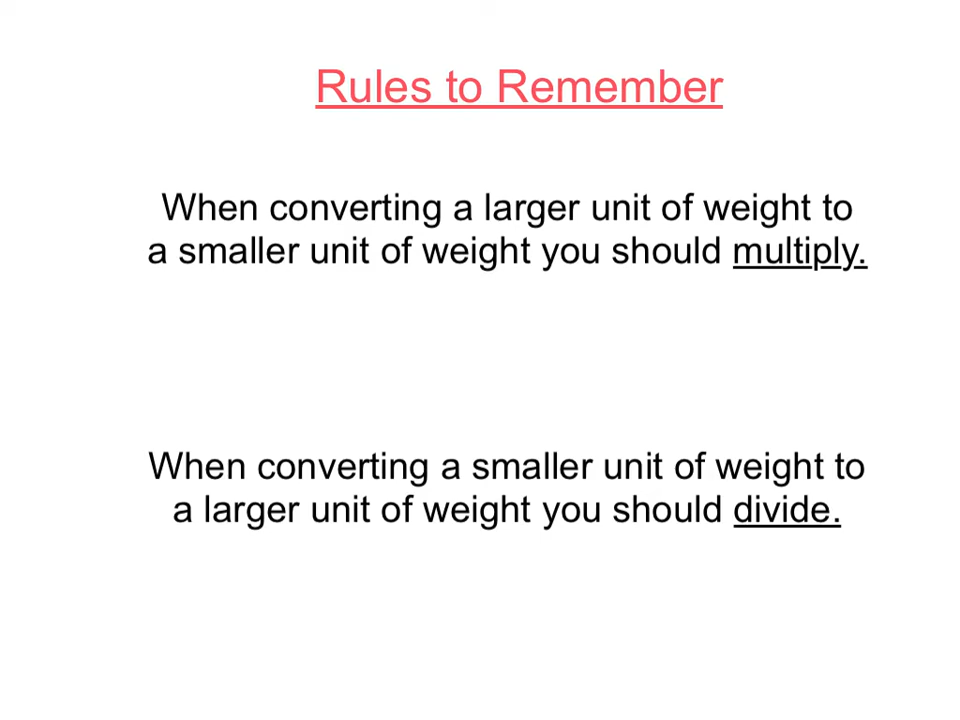 Rules to Remember
When converting a larger unit of weight to
a smaller unit of weight you should multiply.
When converting a smaller unit of weight to
a larger unit of weight you should divide.